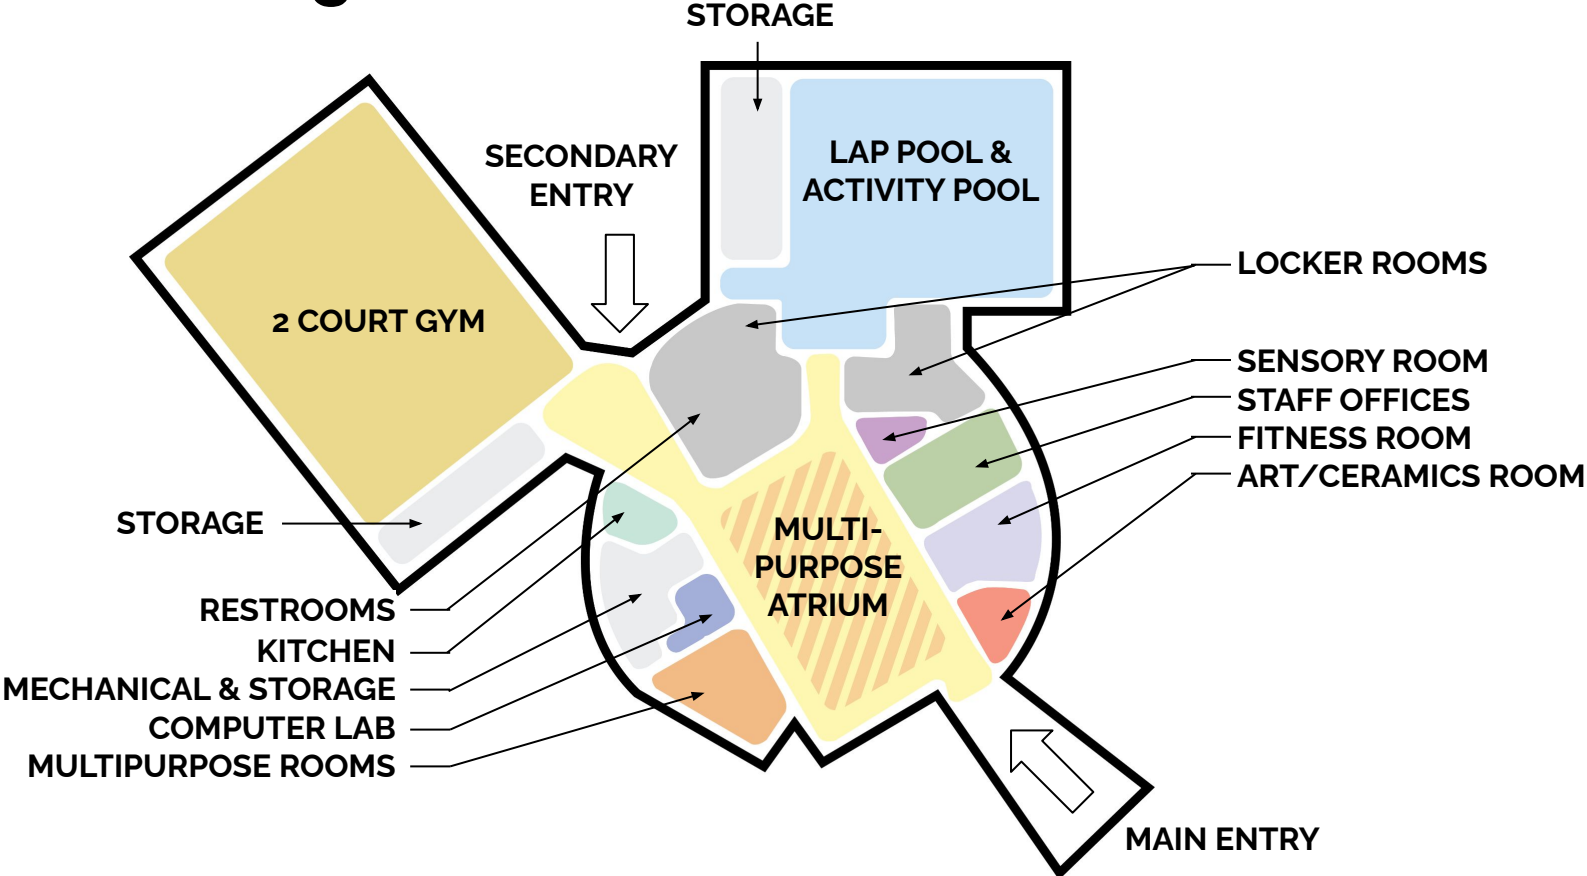 STORAGE
LAP POOL &
ACTIVITY POOL
SECONDARY
ENTRY
2 COURT GYM
LOCKER ROOMS
SENSORY ROOM
STAFF OFFICES
FITNESS ROOM
ART/CERAMICS ROOM
STORAGE
MULTI-
PURPOSE
ATRIUM
RESTROOMS
KITCHEN
MECHANICAL & STORAGE
COMPUTER LAB
MULTIPURPOSE ROOMS
MAIN ENTRY